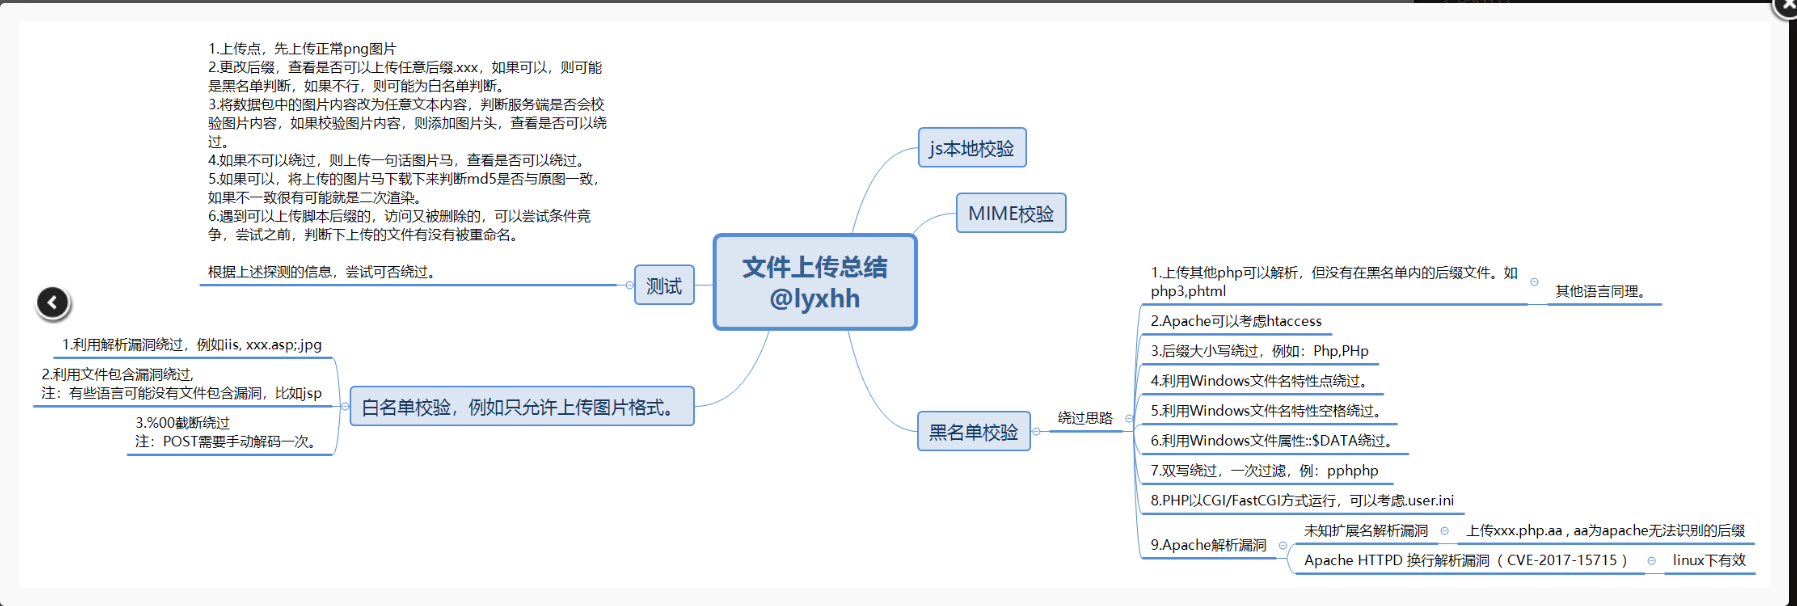 1.上传点，先上传正常png图片
2.更改后缀，查看是否可以上传任意后缀.xxx，如果可以，则可能
是黑名单判断，如果不行，则可能为白名单判断。
3.将数据包中的图片内容改为任意文本内容，判断服务端是否会校
验图片内容，如果校验图片内容，则添加图片头，查看是否可以绕
过。
4.如果不可以绕过，则上传一句话图片马，查看是否可以绕过。
5.如果可以，将上传的图片马下载下来判断md5是否与原图一致，
如果不一致很有可能就是二次渲染。
6.遇到可以上传脚本后缀的，访问又被删除的，可以尝试条件竞
争，尝试之前，判断下上传的文件有没有被重命名。
根据上述探测的信息，尝试可否绕过。
测试
文件上传总结
@lyxhh
js本地校验
MIME校验
1.利用解析漏洞绕过，例如iis, xxx.asp;.jpg
2.利用文件包含漏洞绕过,
注：有些语言可能没有文件包含漏洞，比如jsp
3.%00截断绕过
注：POST需要手动解码一次。
白名单校验，例如只允许上传图片格式。
黑名单校验
绕过思路
1.上传其他php可以解析，但没有在黑名单内的后缀文件。如
php3,phtml
其他语言同理。
2.Apache可以考虑htaccess
3.后缀大小写绕过，例如：Php,PHp
4.利用Windows文件名特性点绕过。
5.利用Windows文件名特性空格绕过。
6.利用Windows文件属性::$DATA绕过。
7.双写绕过，一次过滤，例：pphphp
8.PHP以CGI/FastCGI方式运行，可以考虑.user.ini
9.Apache解析漏洞
未知扩展名解析漏洞
上传xxx.php.aa , aa为apache无法识别的后缀
Apache HTTPD 换行解析漏洞（ CVE-2017-15715 ）
linux下有效